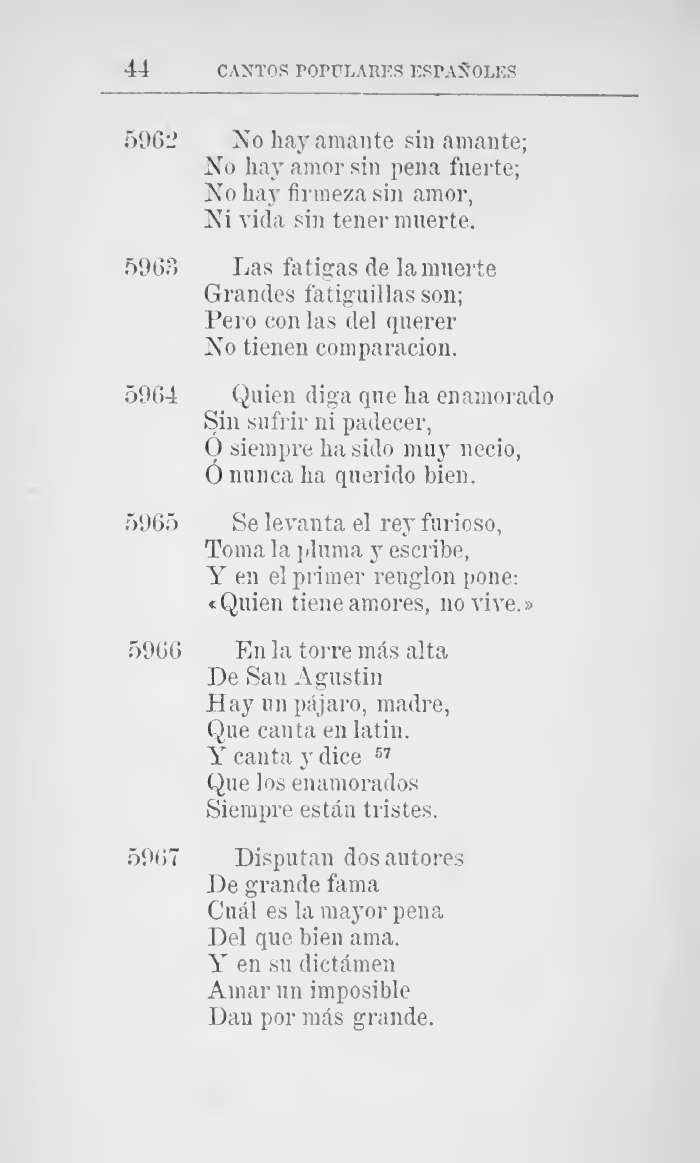 44 CANTOS POPULARES ESPAÑOLES
5962 No hay amante sin amante;
No hay amor sin pena fuerte;
No hay firmeza sin amor,
Ni vida sin tener muerte.
5963 Las fatigas de la muerte
Grandes fatiguillas son;
Pero con las del querer
No tienen comparacion.
5964 Quien diga que ha enamorado
Sin sufrir ni padecer,
Ó siempre ha sido muy necio,
Ó nunca ha querido bien.
5965 Se levanta el rey furioso,
Toma la pluma y escribe,
Y en el primer renglon pone:
«Quien tiene amores, no vive.»
5966 En la torre más alta
De San Agustin
Hay un pájaro, madre,
Que canta en latin.
Y canta y dice 57
Que los enamorados
Siempre están tristes.
5967 Disputan dos autores
De grande fama
Cuál es la mayor pena
Del que bien ama.
Y en su dictámen
Amar un imposible
Dan por más grande.